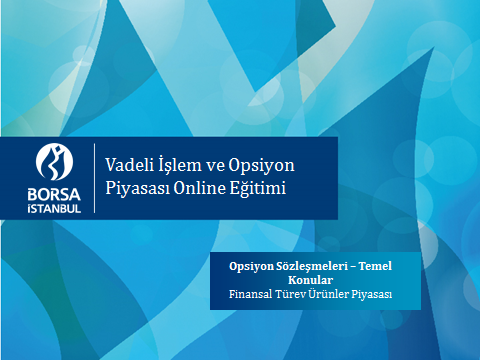 BORSA
İSTANBUL
Vadeli İşlem ve Opsiyon
Piyasası Online Eğitimi
Opsiyon Sözleşmeleri – Temel
Konular
Finansal Türev Ürünler Piyasası